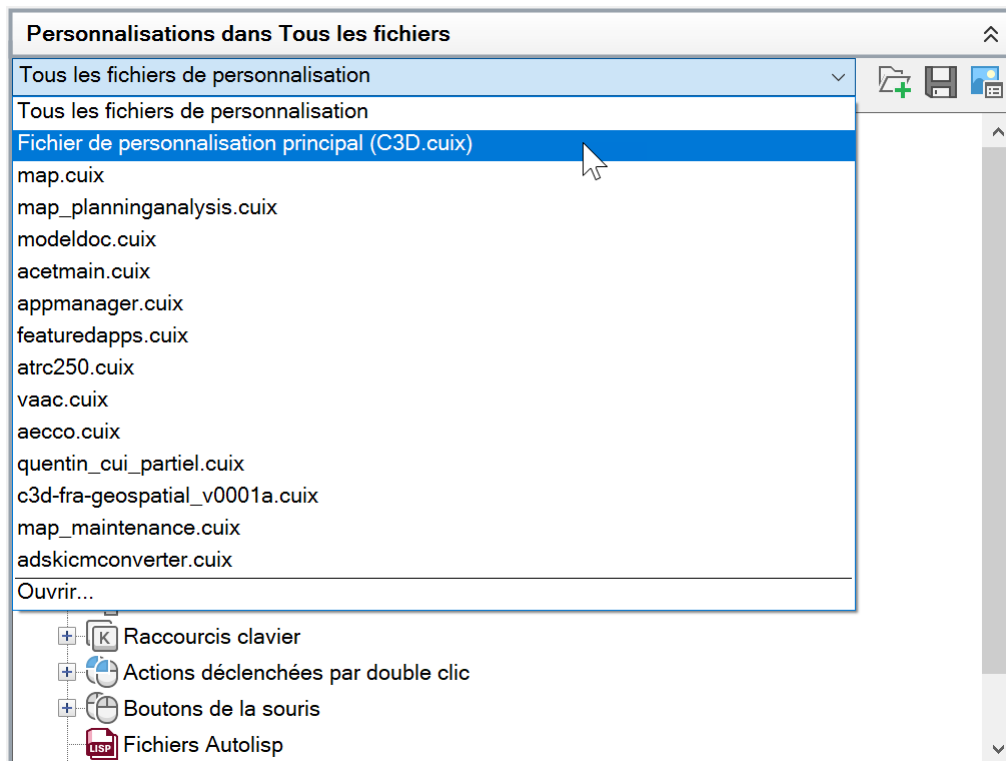 Personnalisations dans Tous les fichiers
Tous les fichiers de personnalisation
Tous les fichiers de personnalisation
Fichier de personnalisation principal (C3D.cuix)
map.cuix
map_planninganalysis.cuix
modeldoc.cuix
acetmain.cuix
appmanager.cuix
featuredapps.cuix
atrc250.cuix
vaac.cuix
aecco.cuix
quentin_cui_partiel.cuix
c3d-fra-geospatial_v0001a.cuix
map_maintenance.cuix
adskicmconverter.cuix
Ouvrir...
K Raccourcis clavier
Actions déclenchées par double clic
Boutons de la souris
LISP Fichiers Autolisp